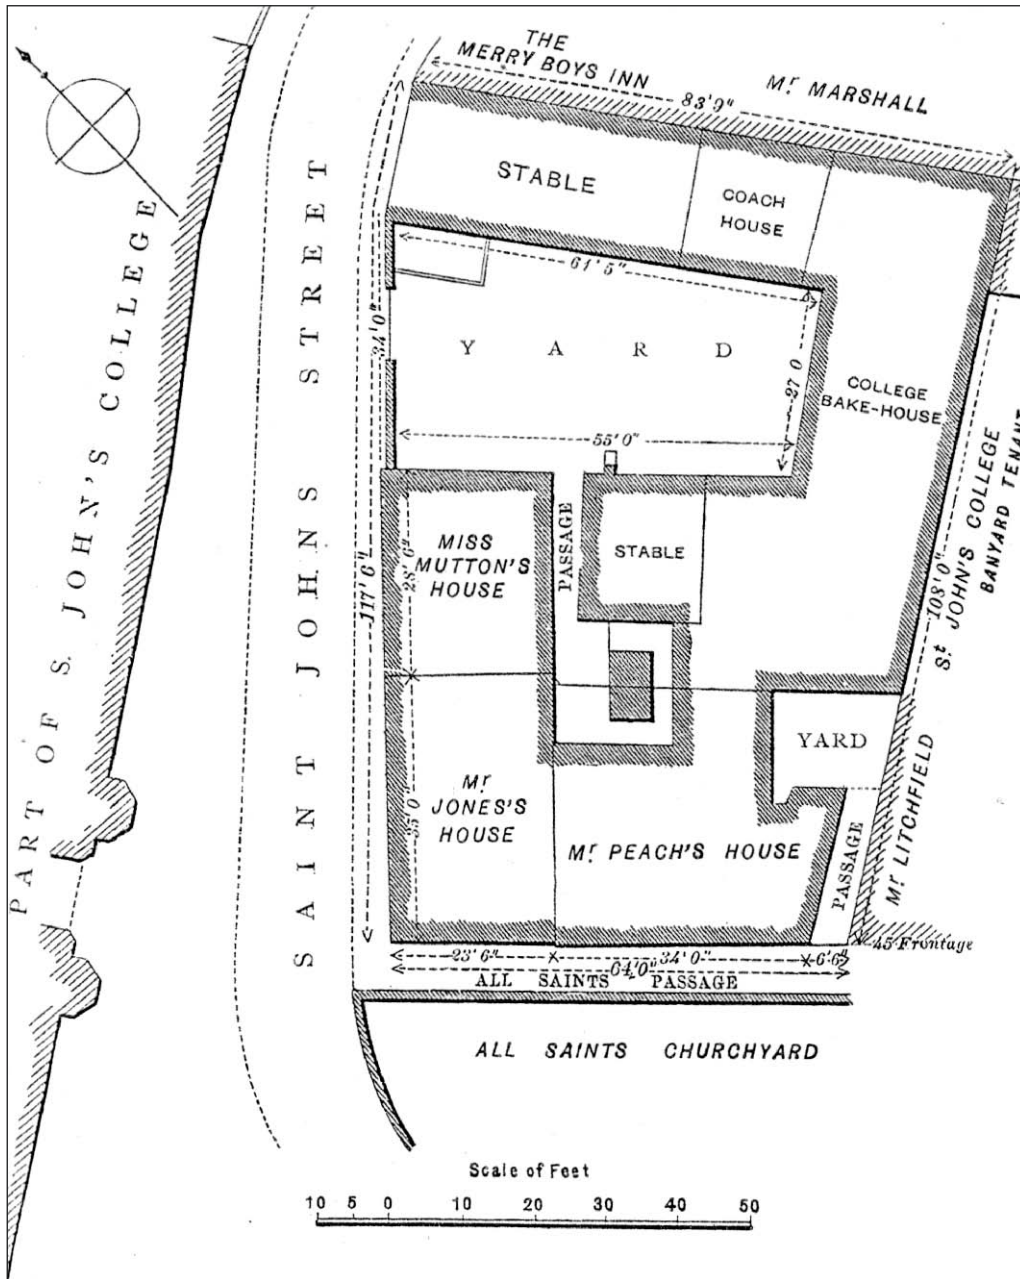 THE
MERRY BOYS INN
Mr. MARSHALL
83' 9"
STABLE
COACH
HOUSE
61' 5"
YARD
34' 0"
27 0
55' 0"
COLLEGE
BAKE-HOUSE
PART OF S. JOHN'S COLLEGE
SAINT JOHNS STREET
117' 6"
MISS
MUTTON'S
HOUSE
28' 6"
PASSAGE
STABLE
St. JOHN'S COLLEGE
BANYARD TENANT
108' 0"
YARD
Mr.
JONES'S
HOUSE
35' 0
Mr. PEACH'S HOUSE
PASSAGE
Mr. LITCHFIELD
45 Frontage
23' 6"
34' 0"
6' 6"
64' 0"
ALL SAINTS PASSAGE
ALL SAINTS CHURCHYARD
Scale of Feet
10 5 0 10 20 30 40 50